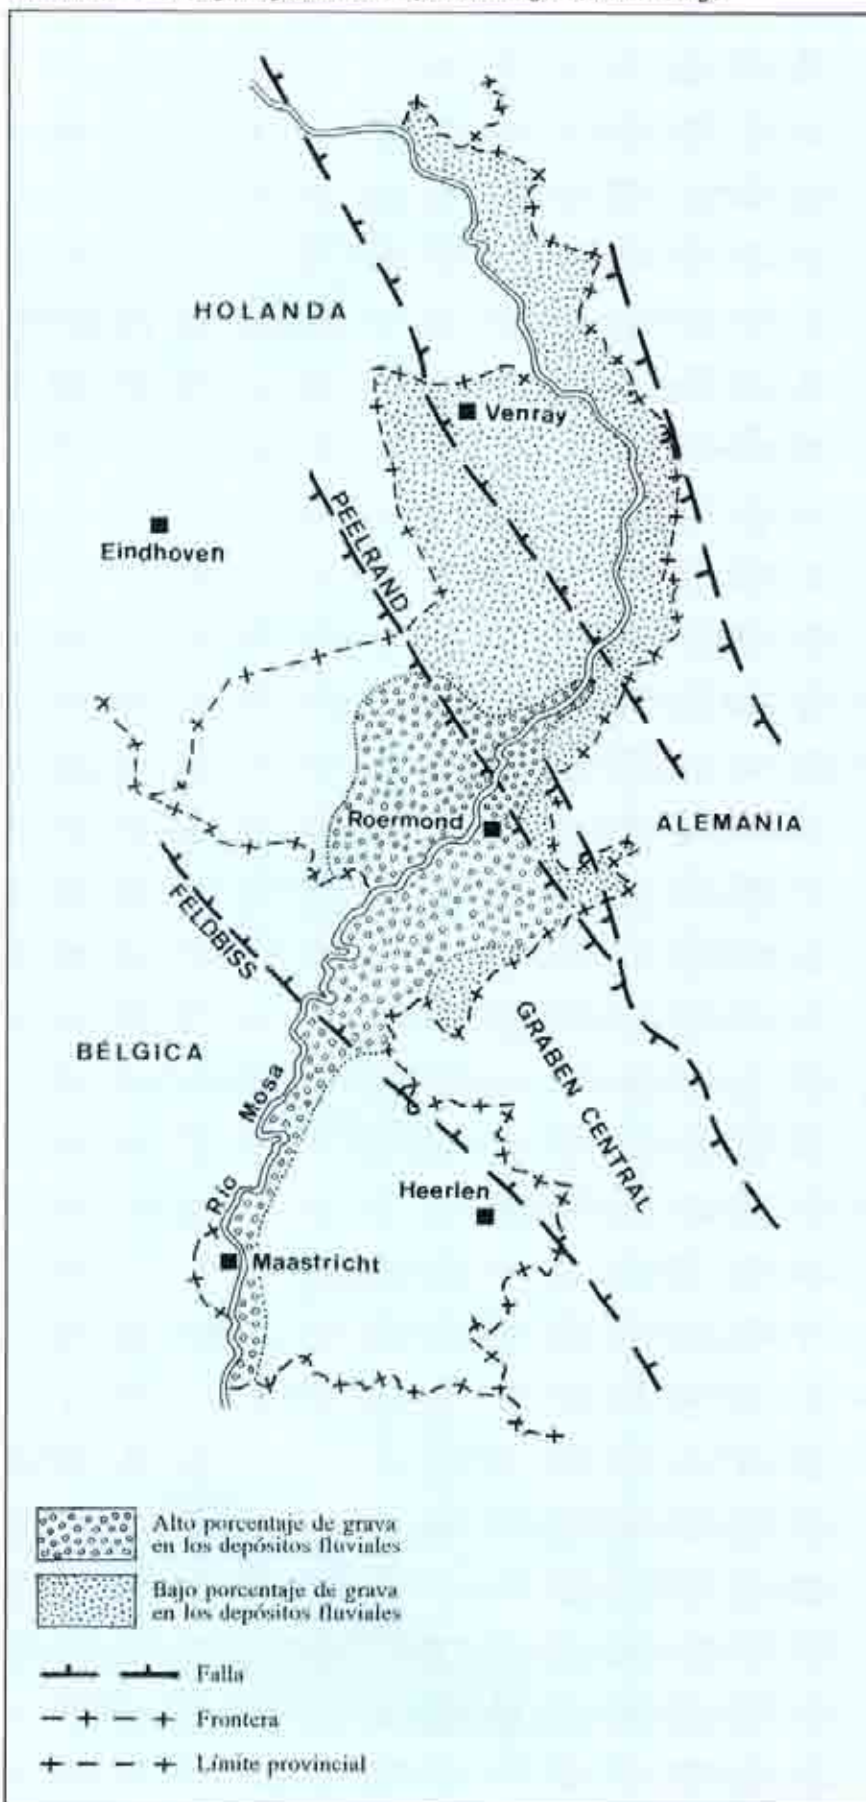 HOLANDA
Venray
Eindhoven
PEELRAND
Roermond
ALEMANIA
FELDBISS
BÉLGICA
Río Mosa
GRABEN CENTRAL
Heerlen
Maastricht
Alto porcentaje de grava
en los depósitos fluviales
Bajo porcentaje de grava
en los depósitos fluviales
Falla
Frontera
Límite provincial